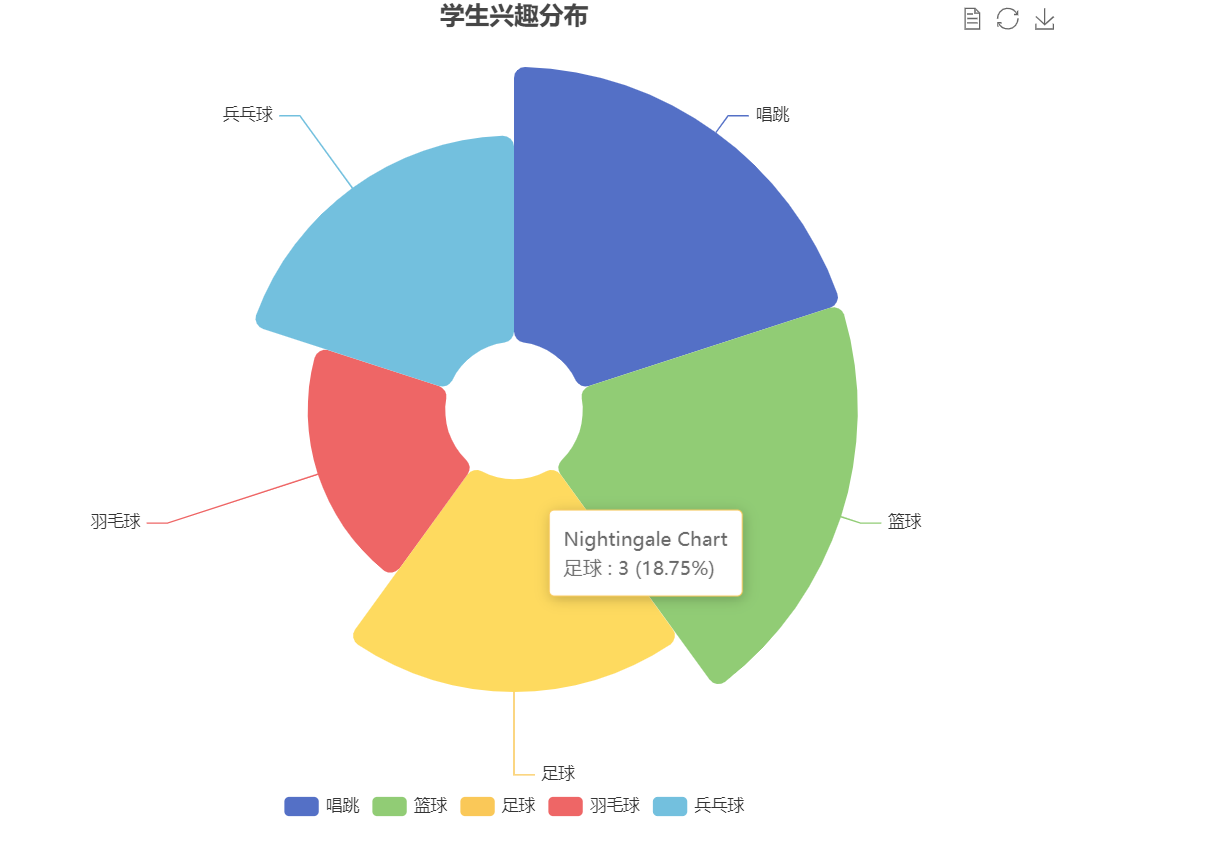 学生兴趣分布
兵乓球
唱跳
羽毛球
篮球
Nightingale Chart
足球 : 3 (18.75%)
足球
唱跳 篮球 足球 羽毛球 兵乓球